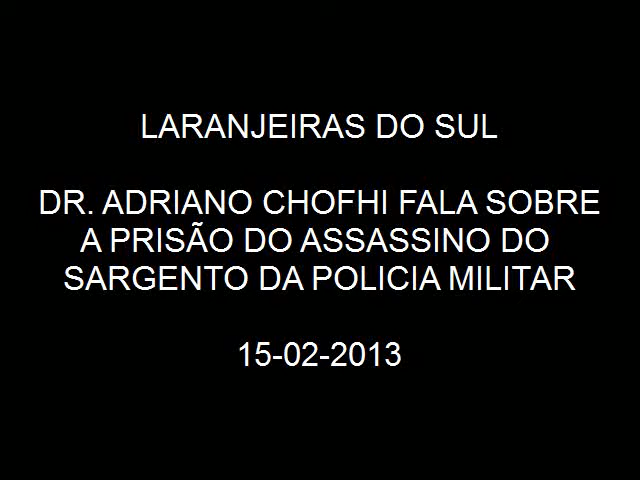 LARANJEIRAS DO SUL
DR. ADRIANO CHOFHI FALA SOBRE
A PRISÃO DO ASSASSINO DO
SARGENTO DA POLICIA MILITAR
15-02-2013